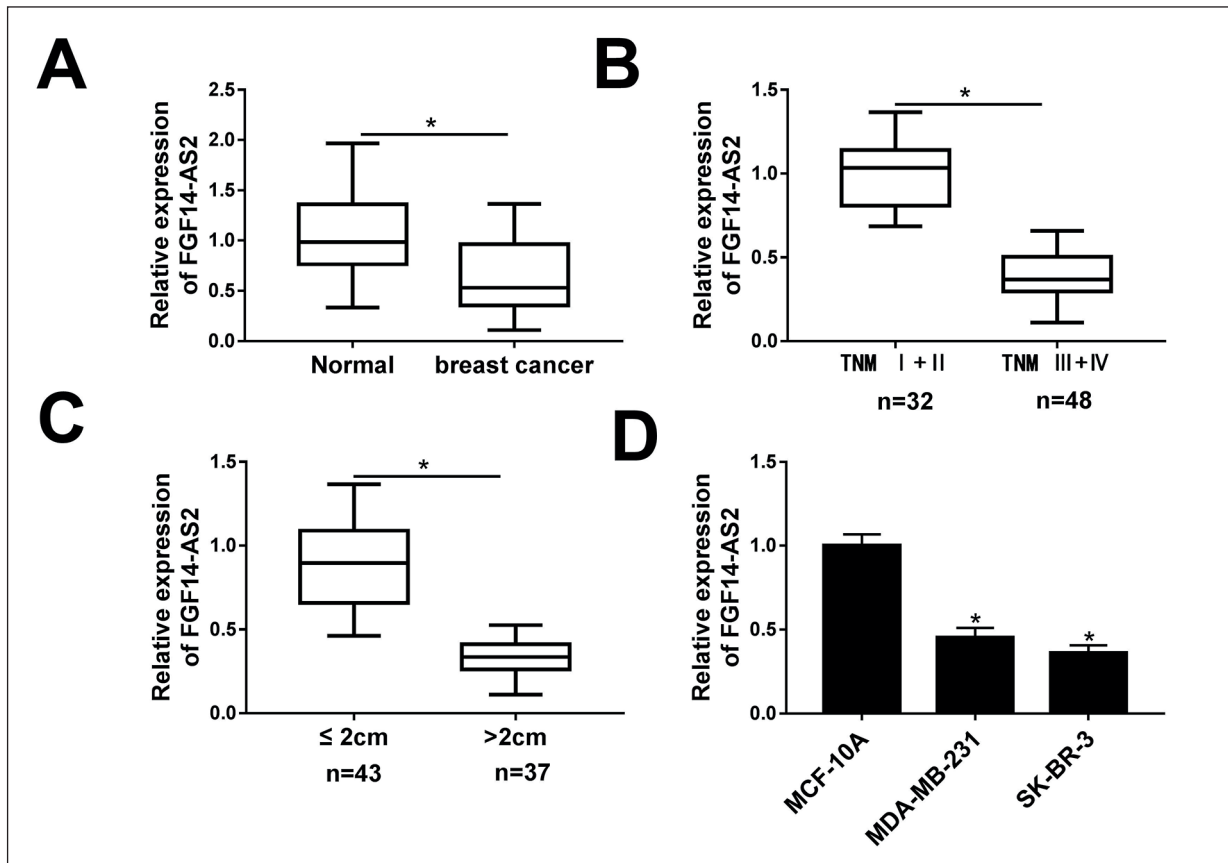 A
Relative expression
of FGF14-AS2
2.5
2.0
1.5
1.0
0.5
0.0
*
Normal
breast cancer
B
Relative expression
of FGF14-AS2
1.5
1.0
0.5
0.0
*
TNM Ⅰ+Ⅱ
TNM Ⅲ+Ⅳ
n=32
n=48
C
Relative expression
of FGF14-AS2
1.5
1.0
0.5
0.0
*
≤ 2cm
>2cm
n=43
n=37
D
Relative expression
of FGF14-AS2
1.5
1.0
0.5
0.0
*
*
MCF-10A
MDA-MB-231
SK-BR-3